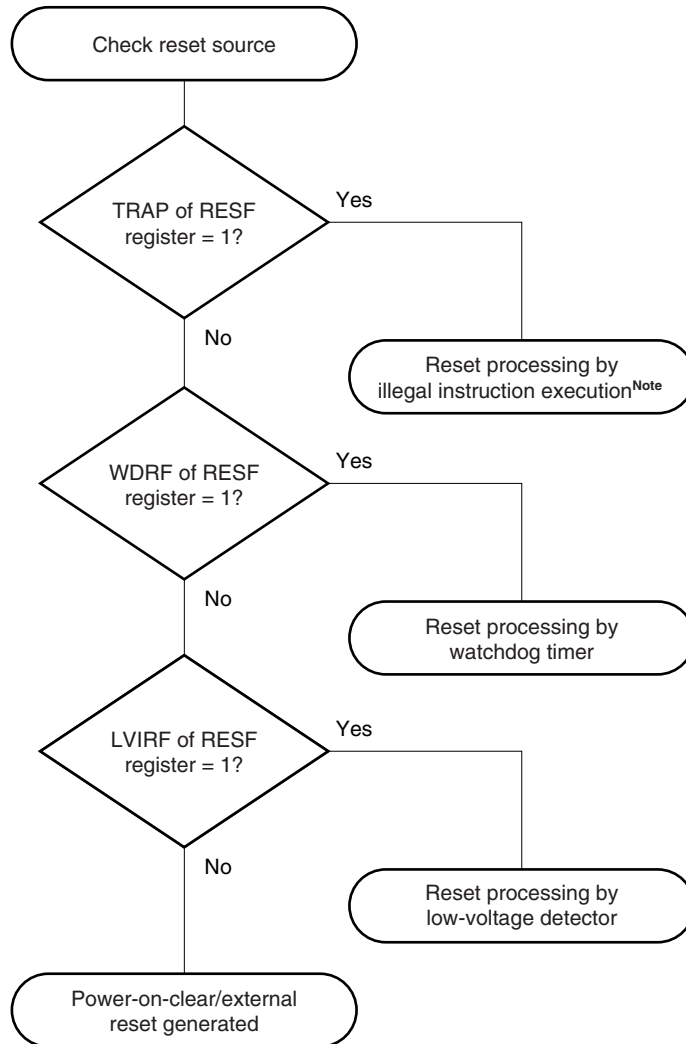 Check reset source
TRAP of RESF
register = 1?
Yes
No
Reset processing by
illegal instruction execution^Note
WDRF of RESF
register = 1?
Yes
No
Reset processing by
watchdog timer
LVIRF of RESF
register = 1?
Yes
No
Reset processing by
low-voltage detector
Power-on-clear/external
reset generated